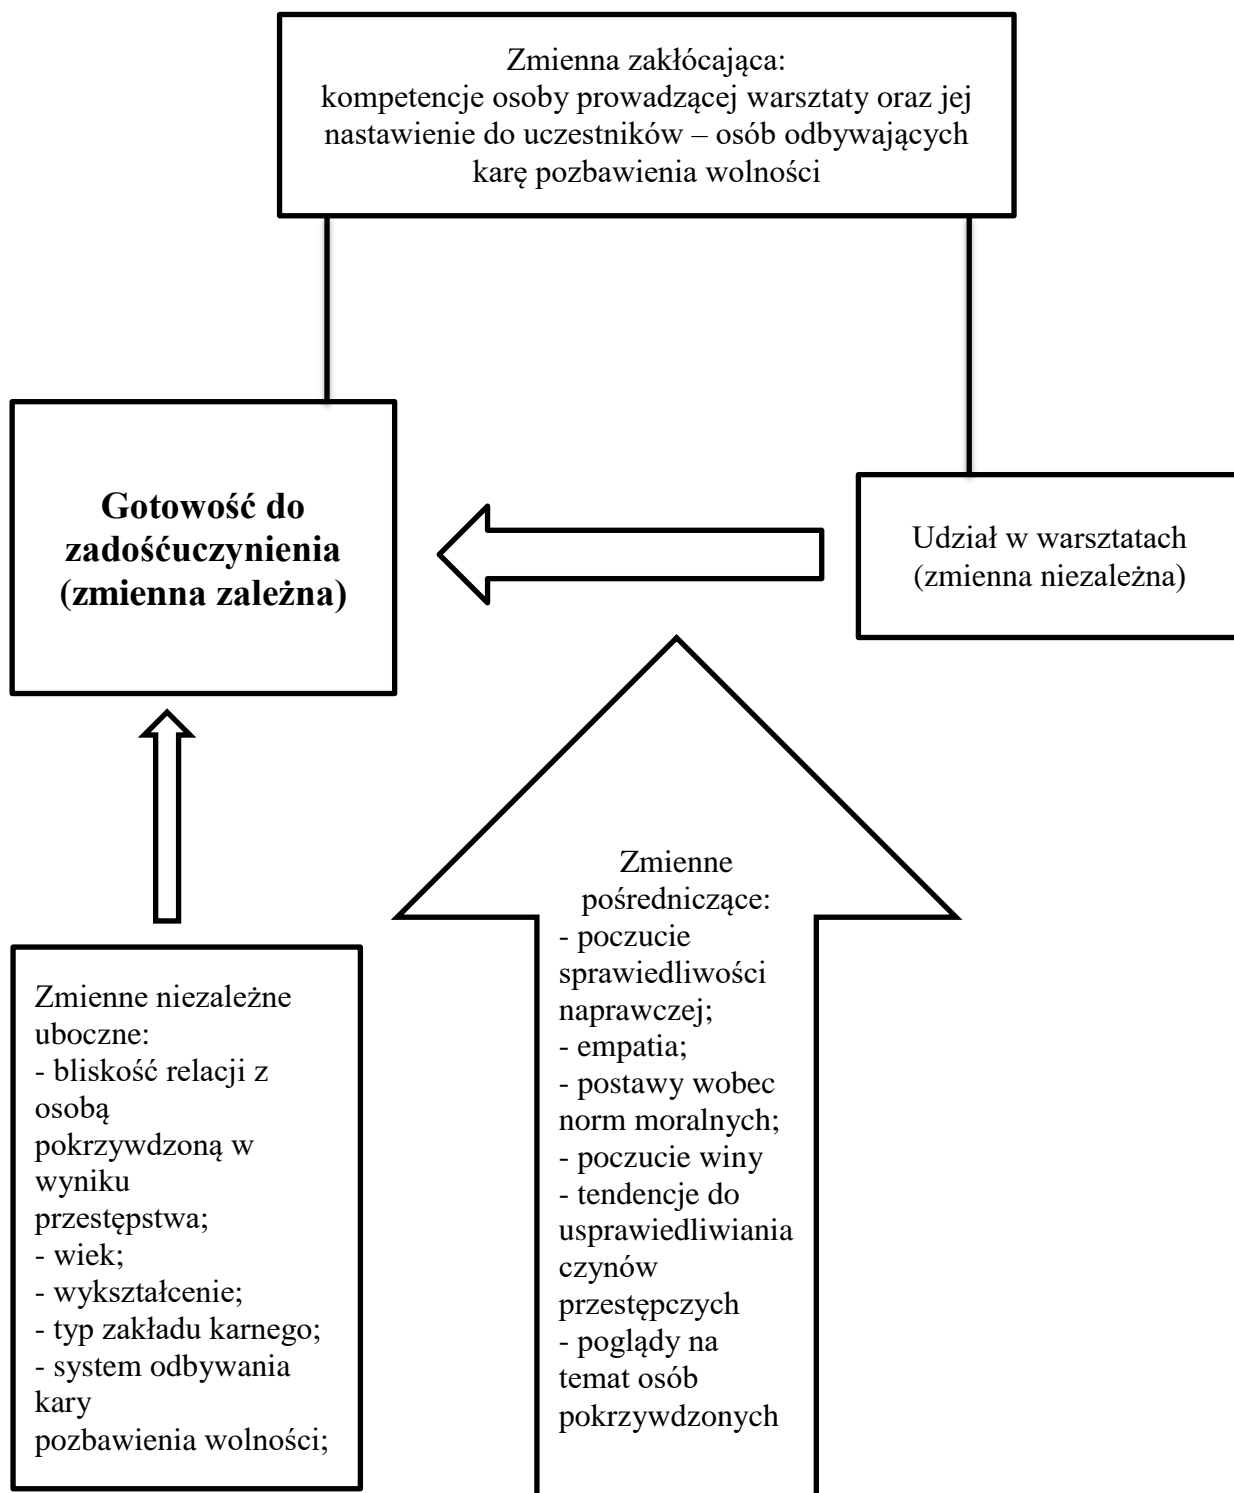 Zmienna zakłócająca:
kompetencje osoby prowadzącej warsztaty oraz jej
nastawienie do uczestników – osób odbywających
karę pozbawienia wolności
Gotowość do
zadośćuczynienia
(zmienna zależna)
Udział w warsztatach
(zmienna niezależna)
Zmienne niezależne
uboczne:
- bliskość relacji z
osobą
pokrzywdzoną w
wyniku
przestępstwa;
- wiek;
- wykształcenie;
- typ zakładu karnego;
- system odbywania
kary
pozbawienia wolności;
Zmienne
pośredniczące:
- poczucie
sprawiedliwości
naprawczej;
- empatia;
- postawy wobec
norm moralnych;
- poczucie winy
- tendencje do
usprawiedliwiania
czynów
przestępczych
- poglądy na
temat osób
pokrzywdzonych